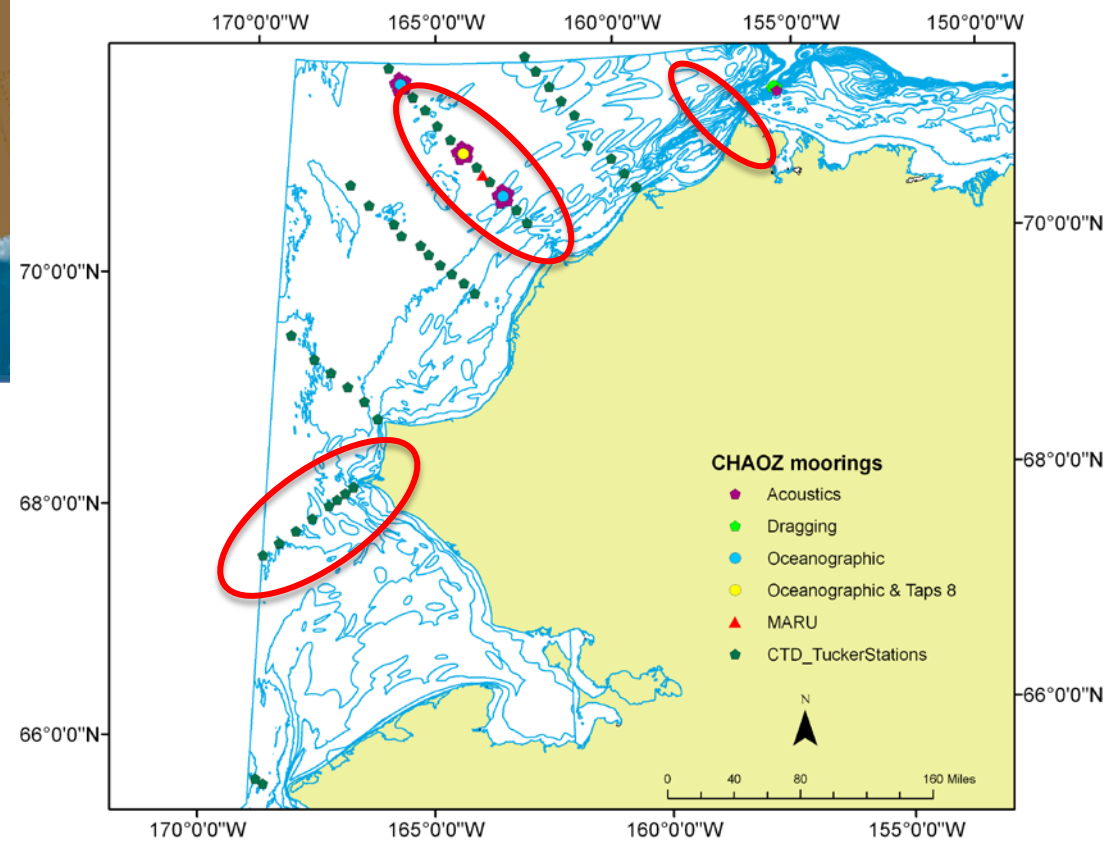 170°0'0"W 165°0'0"W 160°0'0"W 155°0'0"W 150°0'0"W
70°0'0"N
70°0'0"N
68°0'0"N
68°0'0"N
CHAOZ moorings
Acoustics
Dragging
Oceanographic
Oceanographic & Taps 8
MARU
CTD_TuckerStations
66°0'0"N
66°0'0"N
N
0 40 80 160 Miles
170°0'0"W 165°0'0"W 160°0'0"W 155°0'0"W